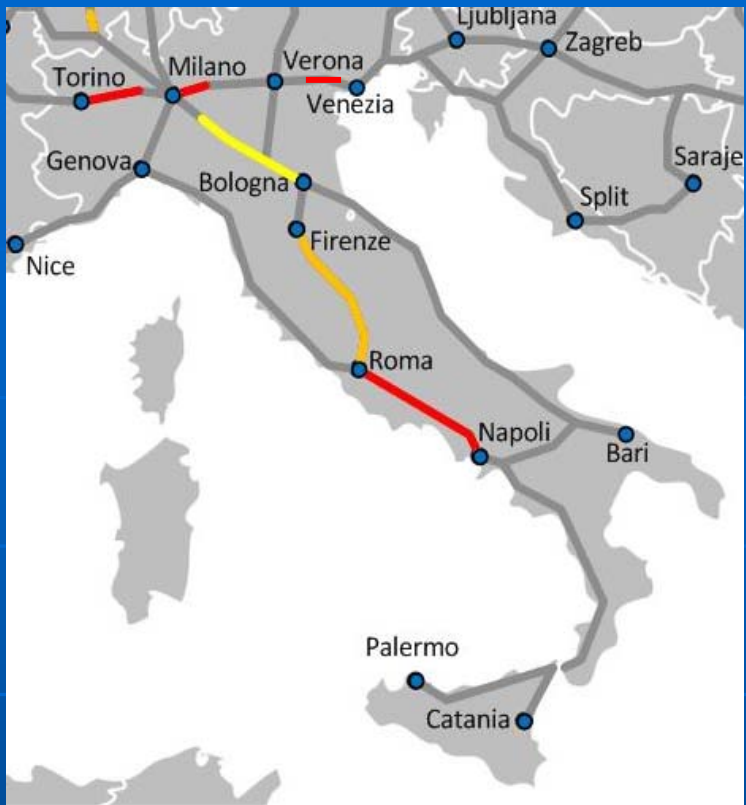 Ljubljana
Zagreb
Torino
Milano
Verona
Venezia
Genova
Bologna
Saraje
Split
Firenze
Nice
Roma
Napoli
Bari
Palermo
Catania